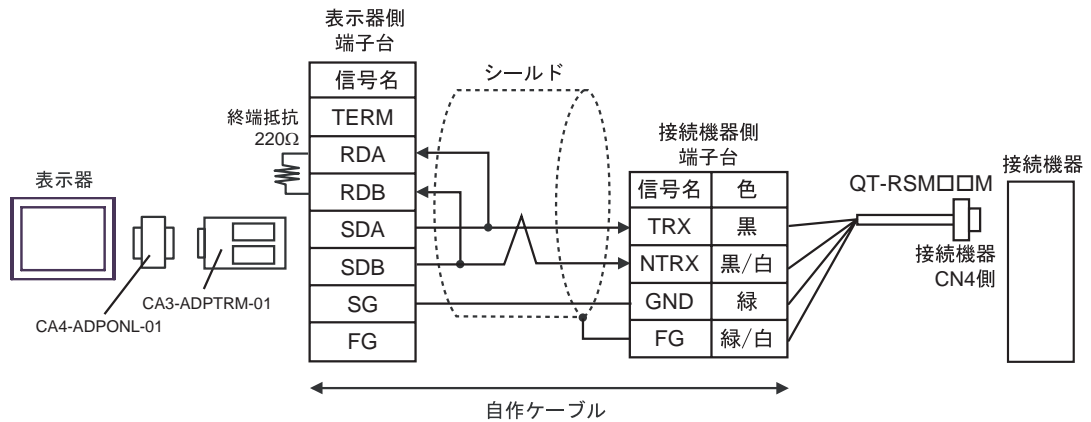 表示器側
端子台
信号名
TERM
RDA
RDB
SDA
SDB
SG
FG
終端抵抗
220Ω
シールド
表示器
CA3-ADPTRM-01
CA4-ADPONL-01
接続機器側
端子台
信号名 色
TRX 黒
NTRX 黒/白
GND 緑
FG 緑/白
QT-RSM□□M
接続機器
接続機器
CN4側
自作ケーブル